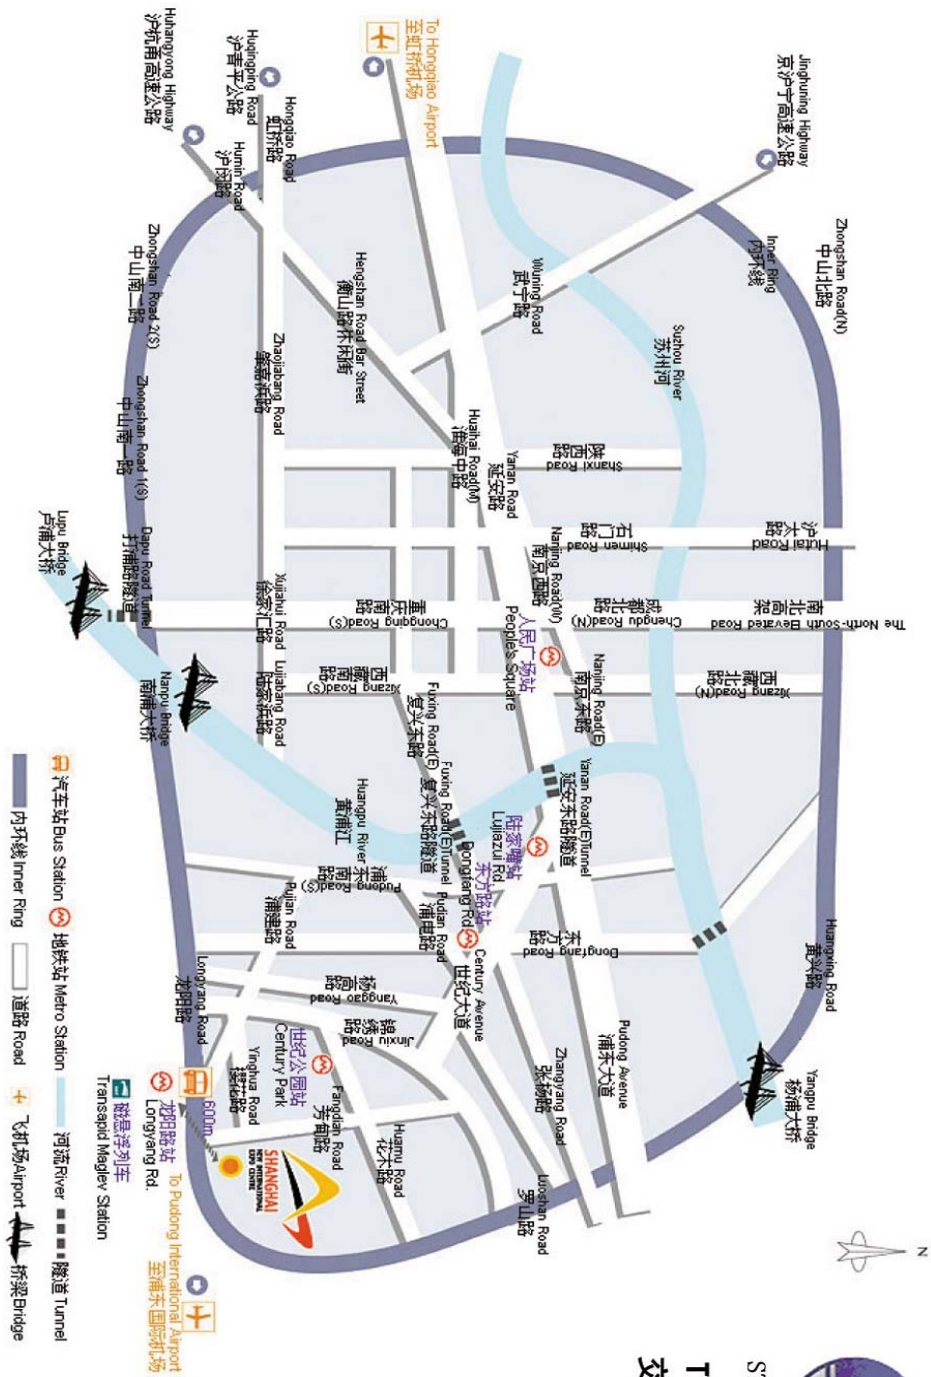 To Hongqiao Airport
至虹桥机场
Jinghuning Highway
京沪宁高速公路
Huqingping Road
沪青平公路
Huhangyong Highway
沪杭甬高速公路
Hongqiao Road
虹桥路
Humin Road
沪闵路
Zhongshan Road(N)
中山北路
Inner Ring
内环线
Wuning Road
武宁路
Suzhou River
苏州河
Hengshan Road Bar Street
衡山路休闲街
Zhongshan Road 2(S)
中山南二路
Zhaojiabang Road
肇嘉浜路
Zhongshan Road 1(S)
中山南一路
Huaihai Road(M)
淮海中路
Yanan Road
延安路
陕西路
Shanxi Road
石门路
Shimen Road
沪太路
Hutai Road
Nanjing Road(W)
南京西路
Lupu Bridge
卢浦大桥
Dapu Road Tunnel
打浦路隧道
Xujiahui Road
徐家汇路
重庆南路
Chongqing Road(S)
成都北路
Chengdu Road(N)
南北高架
The North-South Elevated Road
人民广场站
People's Square
Nanjing Road(E)
南京东路
西藏南路
Xizang Road(S)
西藏北路
Xizang Road(N)
Lujiabang Road
陆家浜路
Nanpu Bridge
南浦大桥
Fuxing Road(E)
复兴东路
Fuxing Road(E)Tunnel
复兴东路隧道
Yanan Road(E)Tunnel
延安东路隧道
Huangpu River
黄浦江
陆家嘴站
Lujiazui Rd
东方路站
Dongfang Rd
浦东南路
Pudong Road(S)
Pujian Road
浦建路
Pudian Road
浦电路
东方路
Dongfang Road
Huangxing Road
黄兴路
Century Avenue
世纪大道
杨高路
Yanggao Road
锦绣路
Jinxiu Road
Longyang Road
龙阳路
Pudong Avenue
浦东大道
Zhangyang Road
张杨路
Yangpu Bridge
杨浦大桥
世纪公园站
Century Park
Yinghua Road
樱花路
Fangdian Road
芳甸路
Huamu Road
花木路
Luoshan Road
罗山路
600m
龙阳路站
Longyang Rd.
磁悬浮列车
Transapid Maglev Station
SHANGHAI
NEW INTERNATIONAL
EXPO CENTRE
To Pudong International Airport
至浦东国际机场
汽车站Bus Station 地铁站 Metro Station 河流River 隧道Tunnel
内环线Inner Ring 道路Road 飞机场Airport 桥梁Bridge
N
S
T
交